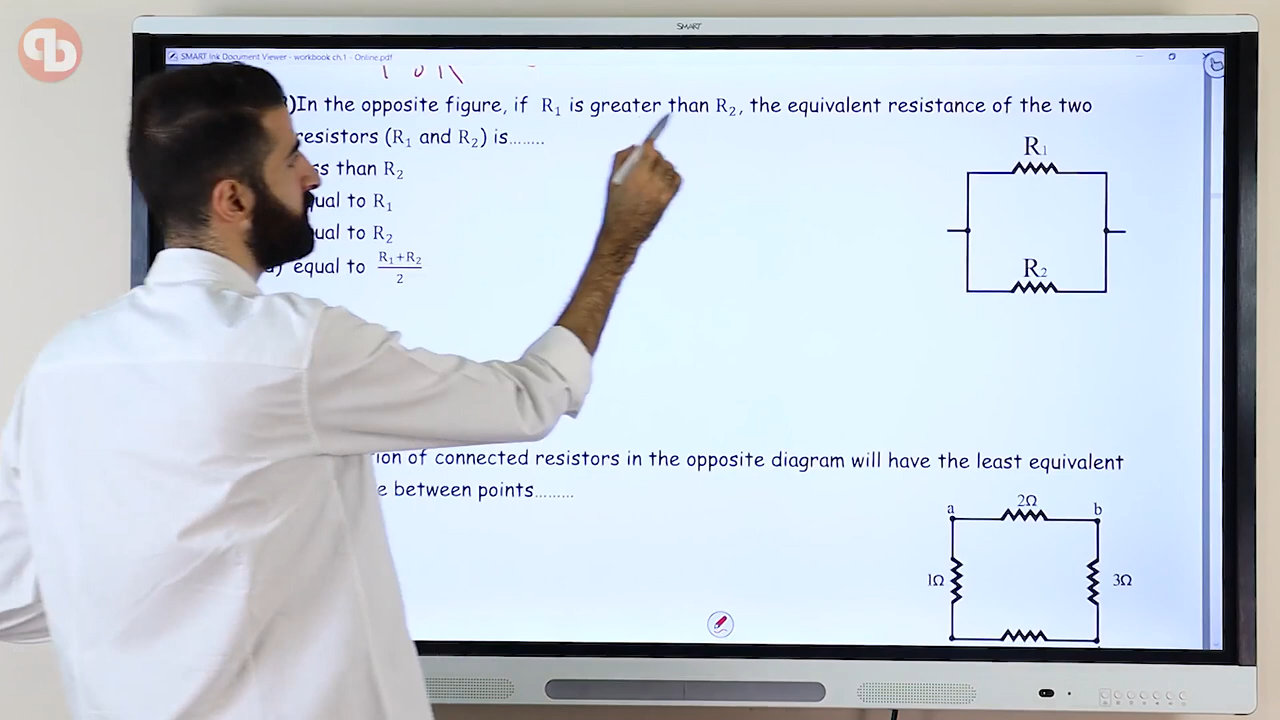 SMART
SMART Ink Document Viewer - workbook ch.1 - Online.pdf
)In the opposite figure, if R₁ is greater than R₂, the equivalent resistance of the two
resistors (R₁ and R₂) is........
ss than R₂
qual to R₁
ual to R₂
) equal to R₁+R₂
2
R₁
R₂
ion of connected resistors in the opposite diagram will have the least equivalent
e between points.........
a 2Ω b
1Ω 3Ω